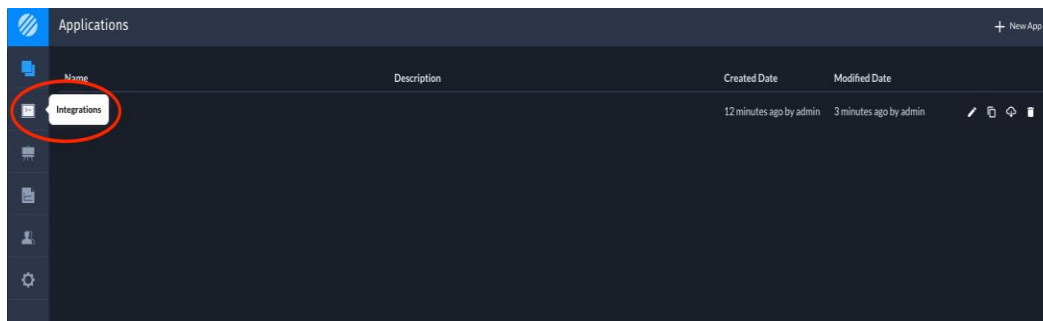 Applications
New App
Name Description Created Date Modified Date
Integrations
12 minutes ago by admin 3 minutes ago by admin